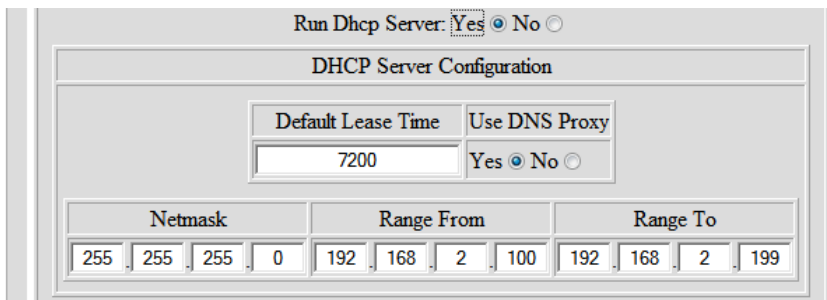 Run Dhcp Server: Yes No
DHCP Server Configuration
Default Lease Time Use DNS Proxy
7200 Yes No
Netmask Range From Range To
255 . 255 . 255 . 0 192 . 168 . 2 . 100 192 . 168 . 2 . 199